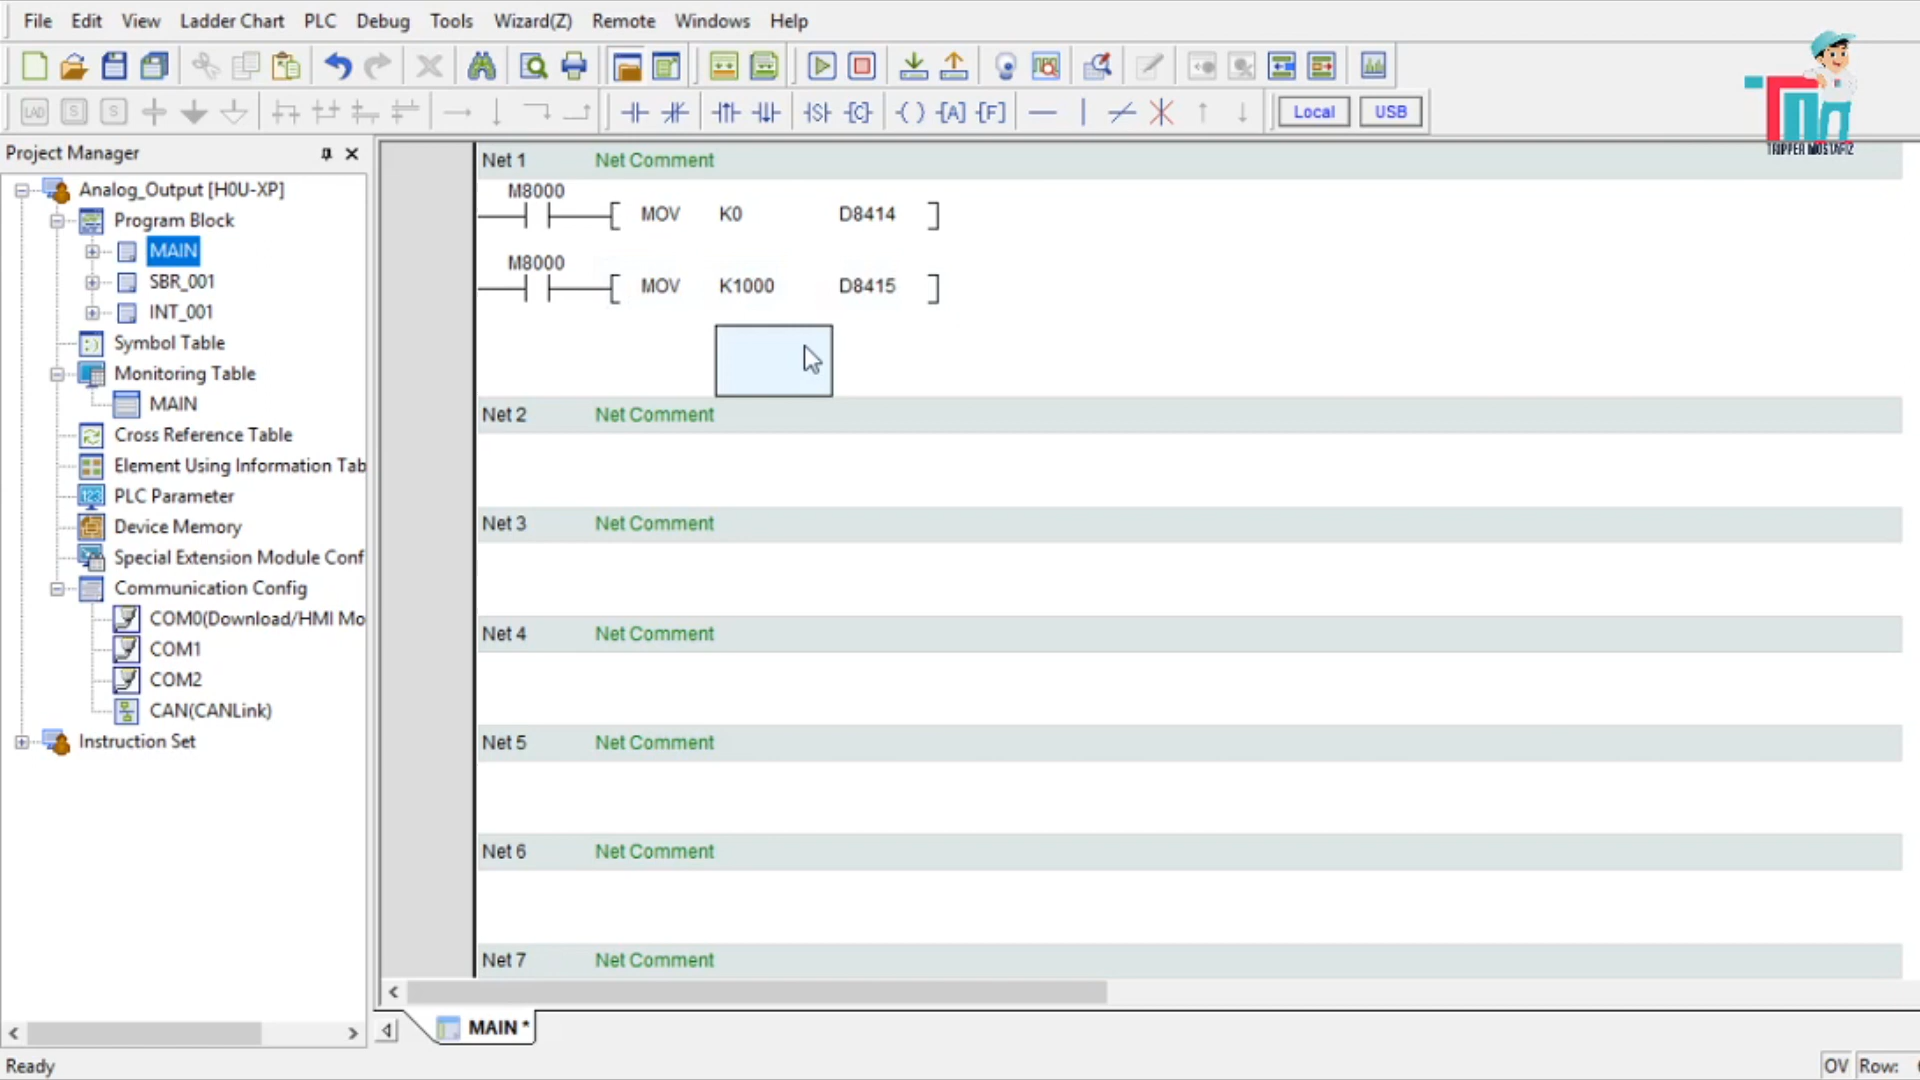 File Edit View Ladder Chart PLC Debug Tools Wizard(Z) Remote Windows Help
LAD S S S C A F Local USB
TRIPPER MOSTAFIZ
Project Manager
Analog_Output [H0U-XP]
Program Block
MAIN
SBR_001
INT_001
Symbol Table
Monitoring Table
MAIN
Cross Reference Table
Element Using Information Tab
PLC Parameter
Device Memory
Special Extension Module Conf
Communication Config
COM0(Download/HMI Mo
COM1
COM2
CAN(CANLink)
Instruction Set
Net 1 Net Comment
M8000
MOV K0 D8414
M8000
MOV K1000 D8415
Net 2 Net Comment
Net 3 Net Comment
Net 4 Net Comment
Net 5 Net Comment
Net 6 Net Comment
Net 7 Net Comment
MAIN *
Ready OV Row: